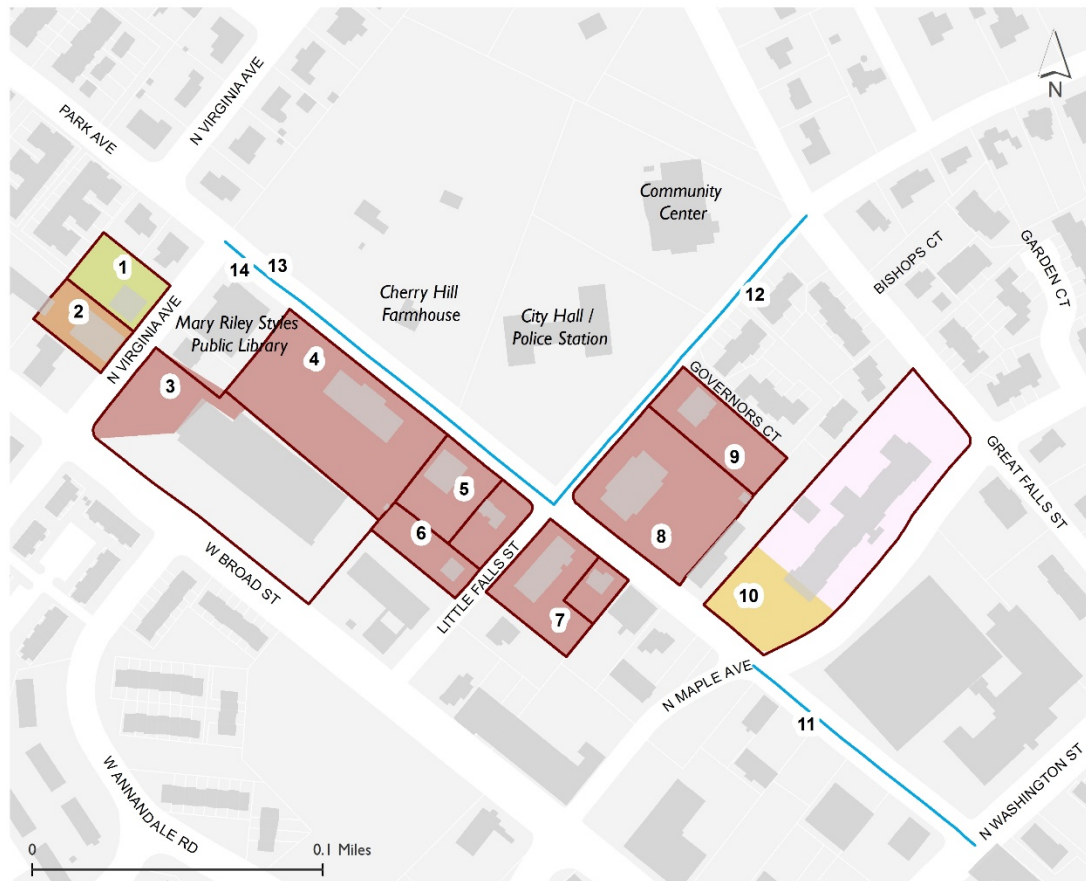 N
PARK AVE
N VIRGINIA AVE
Community
Center
BISHOPS CT
GARDEN CT
1
2
N VIRGINIA AVE
14
13
12
Cherry Hill
Farmhouse
City Hall /
Police Station
Mary Riley Styles
Public Library
3
4
GOVERNORS CT
9
GREAT FALLS ST
5
6
8
W BROAD ST
LITTLE FALLS ST
7
10
N MAPLE AVE
11
N WASHINGTON ST
W ANNANDALE RD
0
0.1 Miles